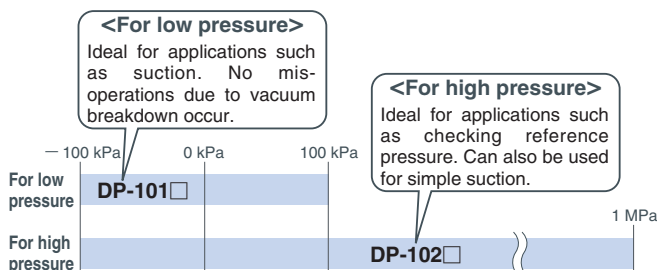 <For low pressure>
Ideal for applications such
as suction. No mis-
operations due to vacuum
breakdown occur.
<For high pressure>
Ideal for applications such
as checking reference
pressure. Can also be used
for simple suction.
－100 kPa 0 kPa 100 kPa
1 MPa
For low
pressure
DP-101□
For high
pressure
DP-102□